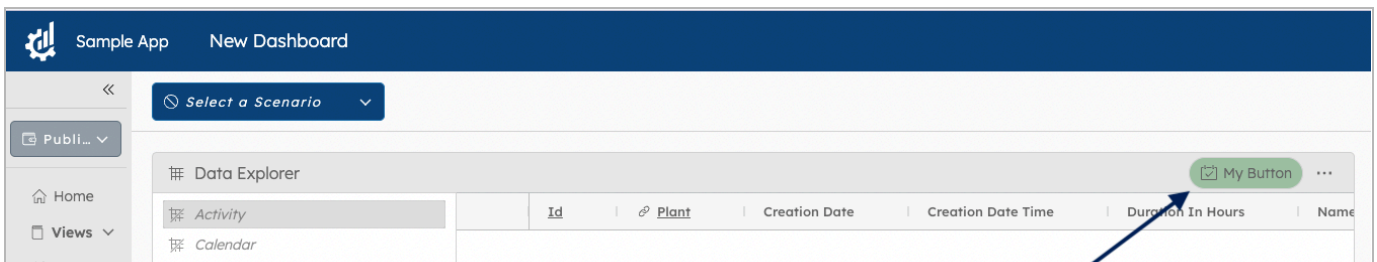 Sample App New Dashboard
Select a Scenario
Publi...
Data Explorer My Button ...
Home
Activity Id Plant Creation Date Creation Date Time Duration In Hours Name
Views
Calendar